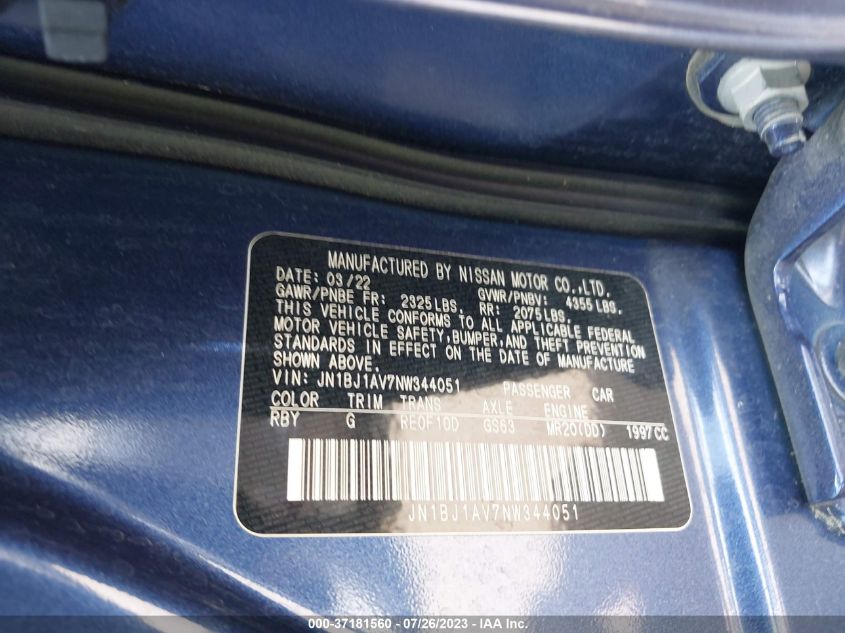 MANUFACTURED BY NISSAN MOTOR CO.,LTD.
DATE: 03/22
GAWR/PNBE FR: 2325 LBS. GVWR/PNBV: 4355 LBS.
RR: 2075 LBS.
THIS VEHICLE CONFORMS TO ALL APPLICABLE FEDERAL
MOTOR VEHICLE SAFETY,BUMPER,AND THEFT PREVENTION
STANDARDS IN EFFECT ON THE DATE OF MANUFACTURE
SHOWN ABOVE.
VIN: JN1BJ1AV7NW344051 PASSENGER CAR
COLOR TRIM TRANS AXLE ENGINE
RBY G RE0F10D GS63 MR20(DD) 1997CC
JN1BJ1AV7NW344051
000-37181560 - 07/26/2023 - IAAI.com